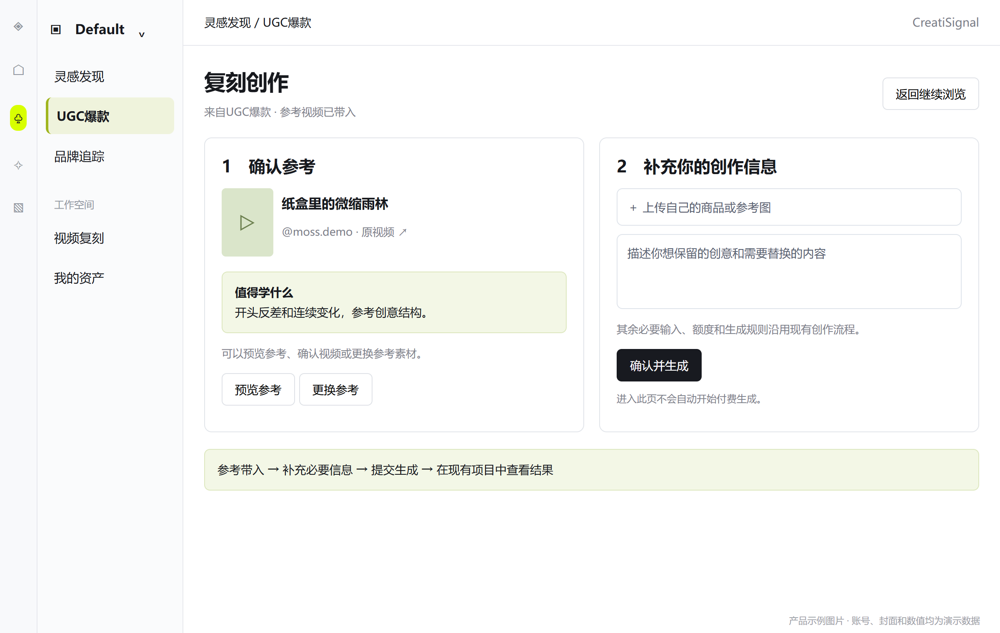 Default
灵感发现
UGC爆款
品牌追踪
工作空间
视频复刻
我的资产
灵感发现 / UGC爆款
CreatiSignal
复刻创作
来自UGC爆款 · 参考视频已带入
返回继续浏览
1 确认参考
纸盒里的微缩雨林
@moss.demo · 原视频 ↗
值得学什么
开头反差和连续变化，参考创意结构。
可以预览参考、确认视频或更换参考素材。
预览参考
更换参考
2 补充你的创作信息
+ 上传自己的商品或参考图
描述你想保留的创意和需要替换的内容
其余必要输入、额度和生成规则沿用现有创作流程。
确认并生成
进入此页不会自动开始付费生成。
参考带入 → 补充必要信息 → 提交生成 → 在现有项目中查看结果
产品示例图片 · 账号、封面和数值均为演示数据